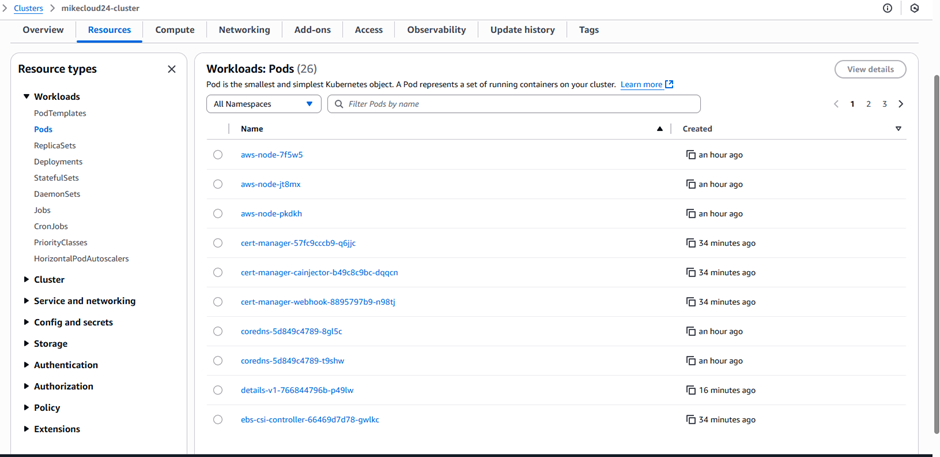 Clusters mikecloud24-cluster
Overview Resources Compute Networking Add-ons Access Observability Update history Tags
Resource types
Workloads
PodTemplates
Pods
ReplicaSets
Deployments
StatefulSets
DaemonSets
Jobs
CronJobs
PriorityClasses
HorizontalPodAutoscalers
Cluster
Service and networking
Config and secrets
Storage
Authentication
Authorization
Policy
Extensions
Workloads: Pods (26)
View details
Pod is the smallest and simplest Kubernetes object. A Pod represents a set of running containers on your cluster. Learn more
All Namespaces Filter Pods by name 1 2 3
Name Created
aws-node-7f5w5 an hour ago
aws-node-jt8mx an hour ago
aws-node-pkdkh an hour ago
cert-manager-57fc9cccb9-q6jjc 34 minutes ago
cert-manager-cainjector-b49c8c9bc-dqqcn 34 minutes ago
cert-manager-webhook-8895797b9-n98tj 34 minutes ago
coredns-5d849c4789-8gl5c an hour ago
coredns-5d849c4789-t9shw an hour ago
details-v1-766844796b-p49lw 16 minutes ago
ebs-csi-controller-66469d7d78-gwlkc 34 minutes ago